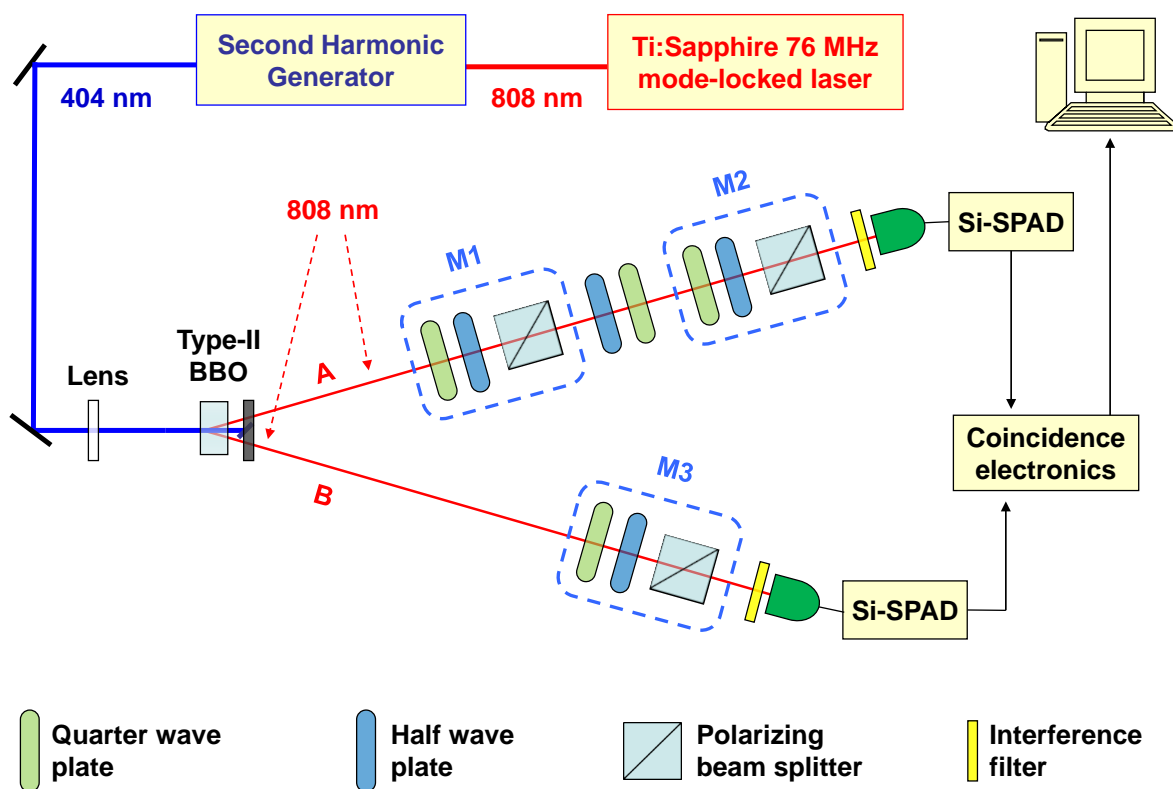 Second Harmonic
Generator
Ti:Sapphire 76 MHz
mode-locked laser
404 nm
808 nm
808 nm
M1
M2
Si-SPAD
Type-II
BBO
Lens
A
B
M3
Coincidence
electronics
Si-SPAD
Quarter wave
plate
Half wave
plate
Polarizing
beam splitter
Interference
filter